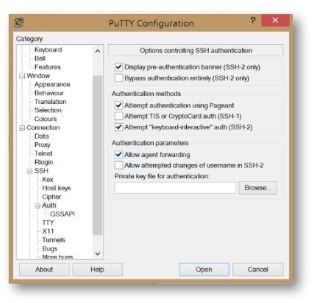 PuTTY Configuration
? ×
Category:
Keyboard
Bell
Features
Window
Appearance
Behaviour
Translation
Selection
Colours
Connection
Data
Proxy
Telnet
Rlogin
SSH
Kex
Host keys
Cipher
Auth
GSSAPI
TTY
X11
Tunnels
Bugs
More bugs
Options controlling SSH authentication
Display pre-authentication banner (SSH-2 only)
Bypass authentication entirely (SSH-2 only)
Authentication methods
Attempt authentication using Pageant
Attempt TIS or CryptoCard auth (SSH-1)
Attempt "keyboard-interactive" auth (SSH-2)
Authentication parameters
Allow agent forwarding
Allow attempted changes of username in SSH-2
Private key file for authentication:
Browse...
About
Help
Open
Cancel